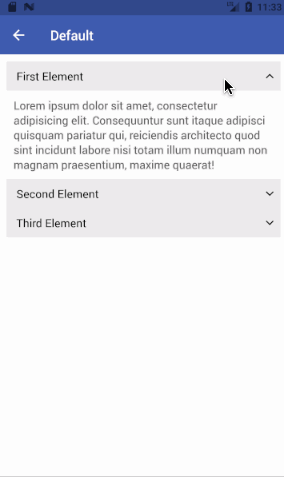 11:33
Default
First Element
Lorem ipsum dolor sit amet, consectetur
adipisicing elit. Consequuntur sunt itaque adipisci
quisquam pariatur qui, reiciendis architecto quod
sint incidunt labore nisi totam illum numquam non
magnam praesentium, maxime quaerat!
Second Element
Third Element